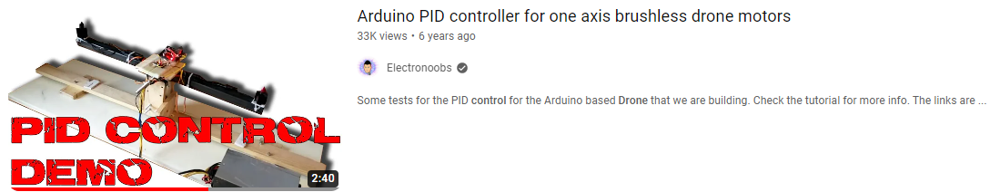 Arduino PID controller for one axis brushless drone motors
33K views • 6 years ago
Electronoobs
Some tests for the PID control for the Arduino based Drone that we are building. Check the tutorial for more info. The links are ...
PID CONTROL
DEMO
2:40